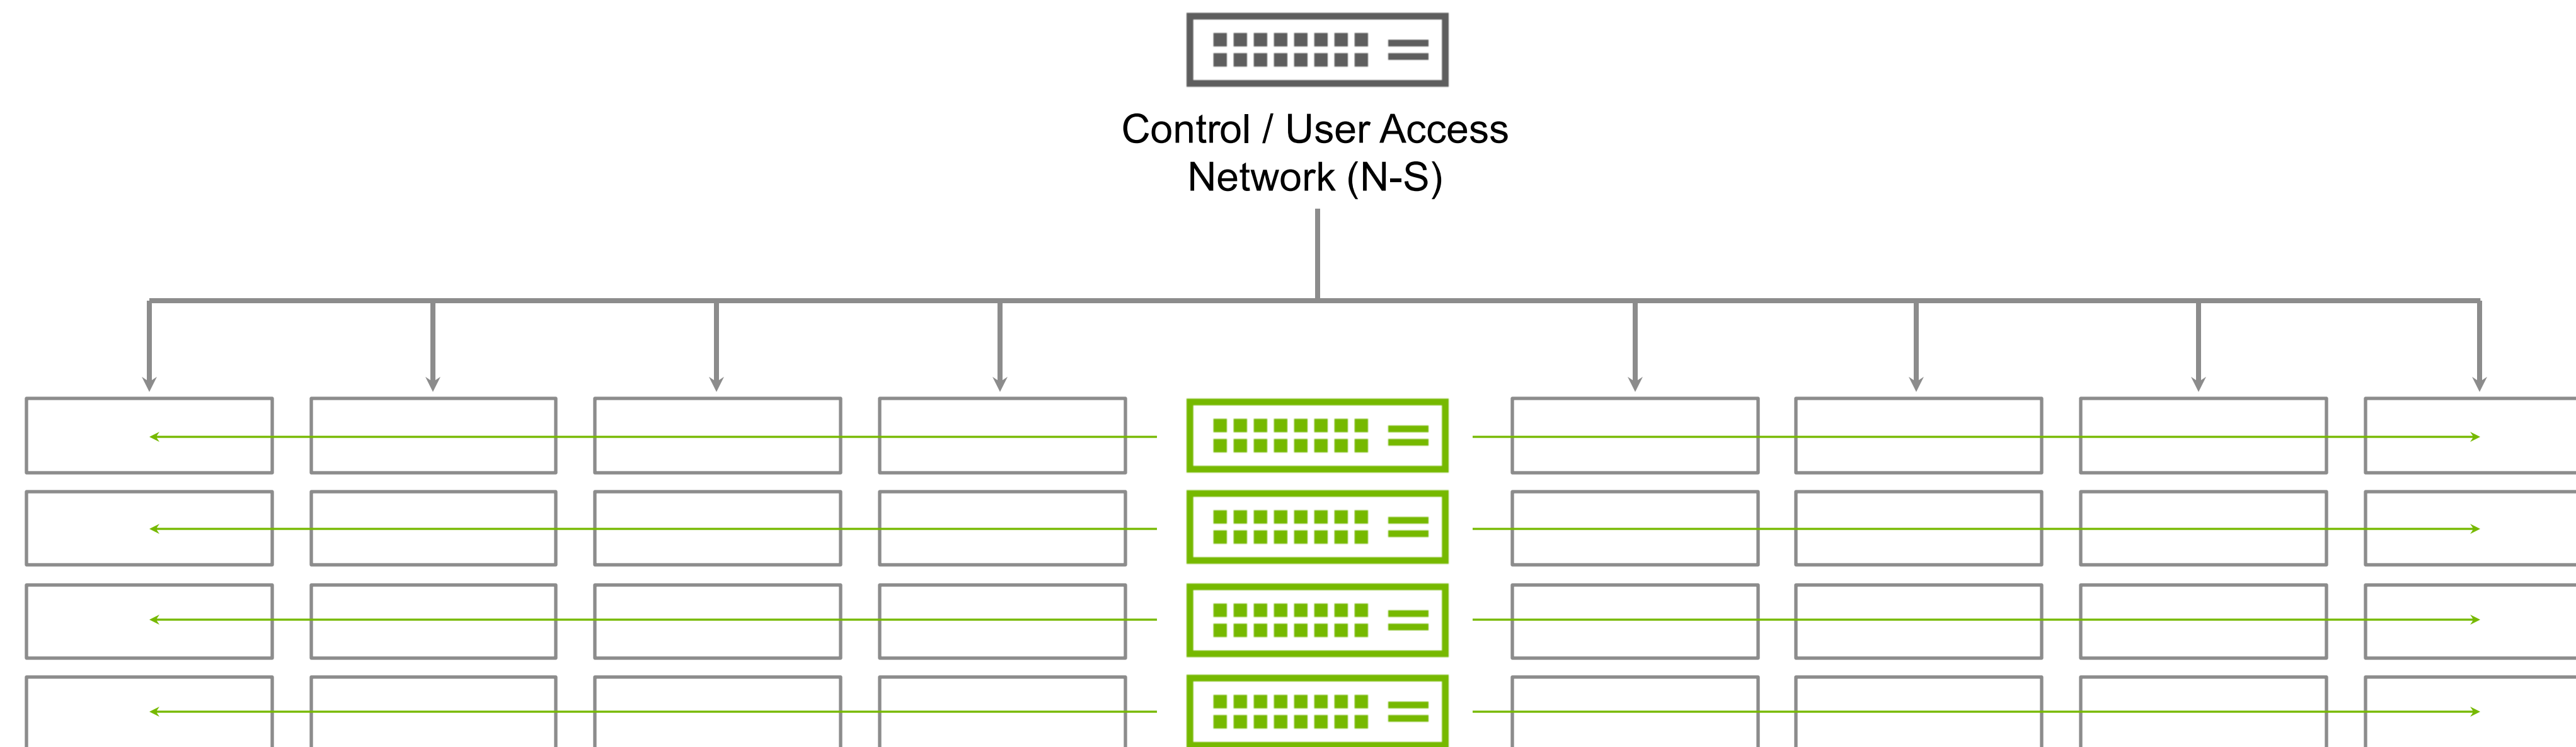 Control / User Access
Network (N-S)